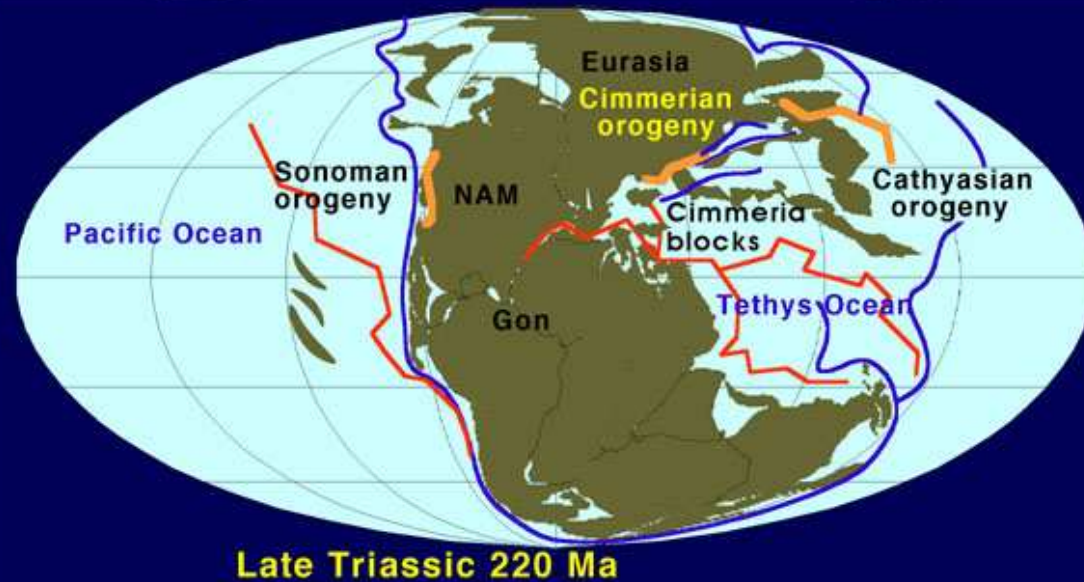 Eurasia
Cimmerian
orogeny
Sonoman
orogeny
NAM
Cathyasian
orogeny
Cimmeria
blocks
Pacific Ocean
Tethys Ocean
Gon
Late Triassic 220 Ma